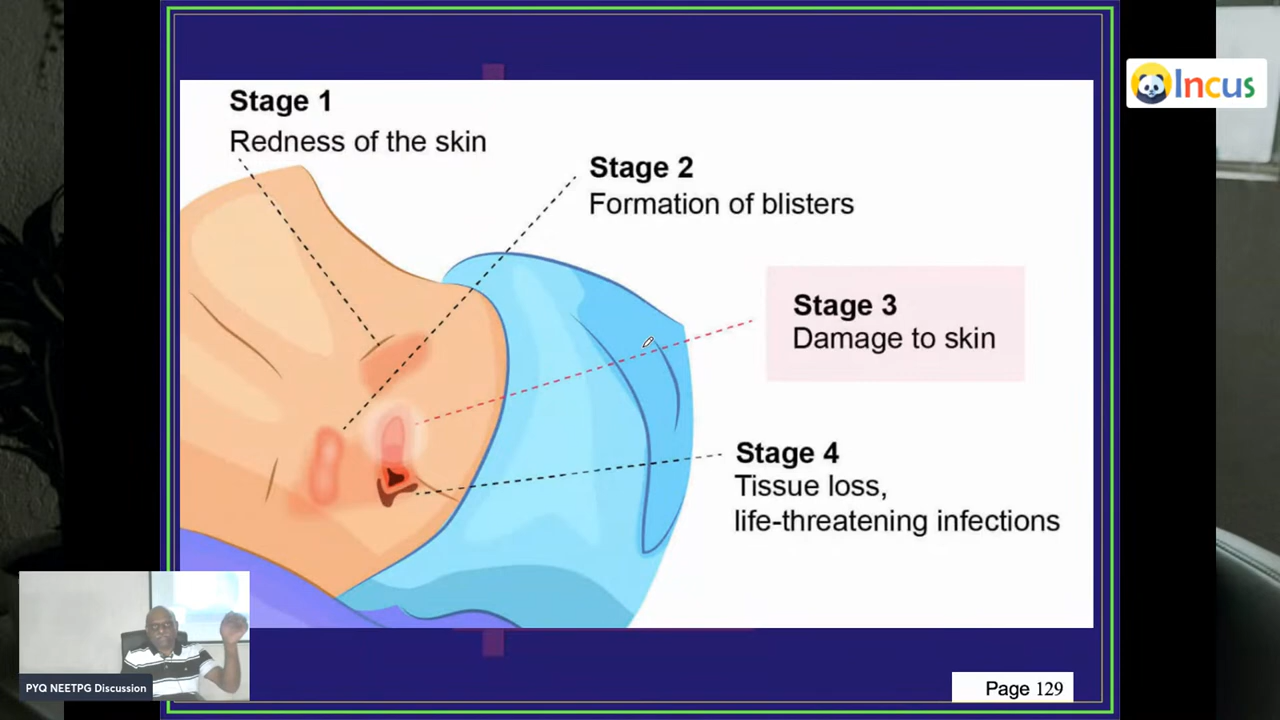 Incus
Stage 1
Redness of the skin
Stage 2
Formation of blisters
Stage 3
Damage to skin
Stage 4
Tissue loss,
life-threatening infections
PYQ NEETPG Discussion
Page 129